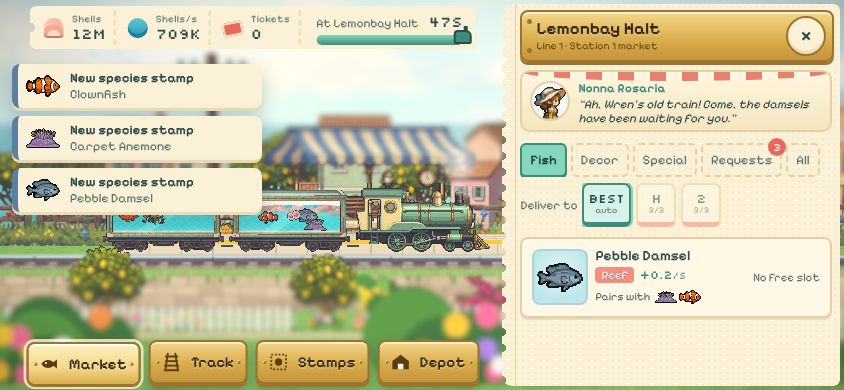 Shells
12M
Shells/s
709K
Tickets
0
At Lemonbay Halt 47s
New species stamp
Clownfish
New species stamp
Carpet Anemone
New species stamp
Pebble Damsel
Market
Track
Stamps
Depot
Lemonbay Halt
Line 1 · Station 1 market
×
Nonna Rosaria
"Ah, Wren's old train! Come, the damsels
have been waiting for you."
Fish
Decor
Special
Requests
3
All
Deliver to
BEST
auto
H
3/3
2
3/3
Pebble Damsel
Reef +0.2/s
No free slot
Pairs with